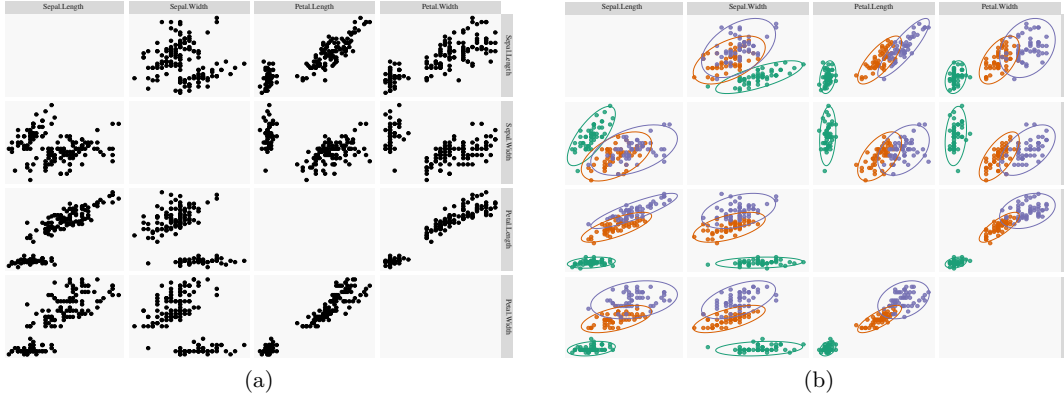 Sepal.Length Sepal.Width Petal.Length Petal.Width
Sepal.Length
Sepal.Width
Petal.Length
Petal.Width
Sepal.Length Sepal.Width Petal.Length Petal.Width
(a) (b)